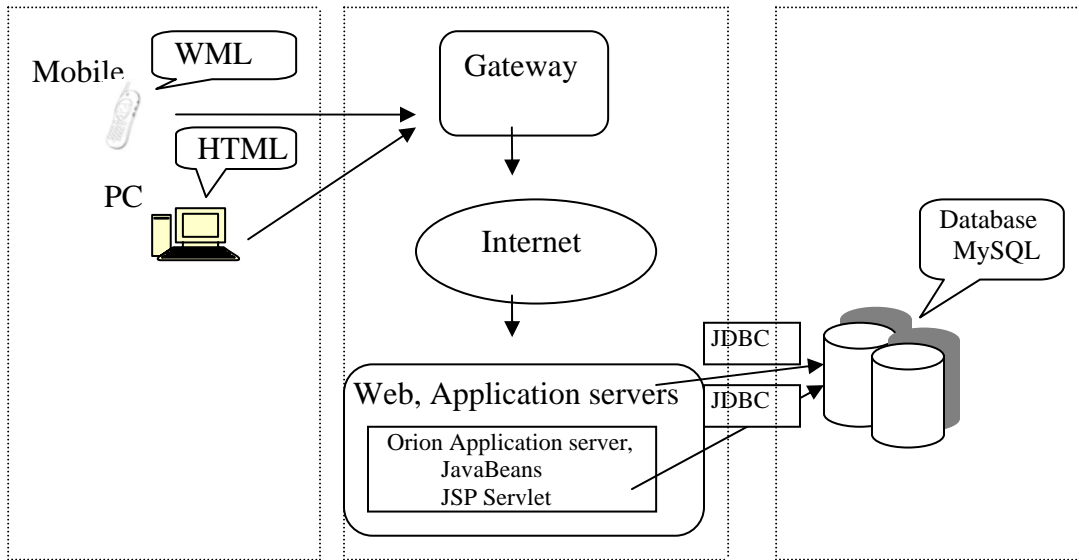 Mobile
WML
HTML
PC
Gateway
Internet
Web, Application servers
Orion Application server,
JavaBeans
JSP Servlet
JDBC
JDBC
Database
MySQL